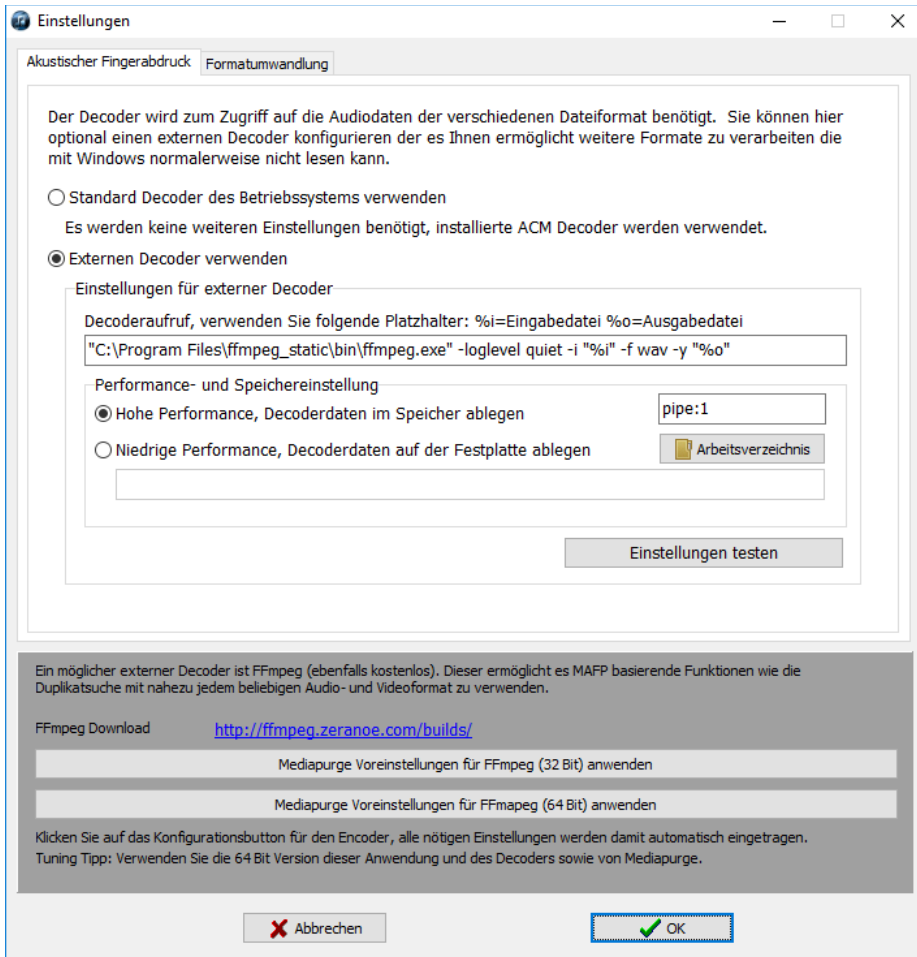 Einstellungen
Akustischer Fingerabdruck
Formatumwandlung
Der Decoder wird zum Zugriff auf die Audiodaten der verschiedenen Dateiformat benötigt. Sie können hier
optional einen externen Decoder konfigurieren der es Ihnen ermöglicht weitere Formate zu verarbeiten die
mit Windows normalerweise nicht lesen kann.
Standard Decoder des Betriebssystems verwenden
Es werden keine weiteren Einstellungen benötigt, installierte ACM Decoder werden verwendet.
Externen Decoder verwenden
Einstellungen für externer Decoder
Decoderaufruf, verwenden Sie folgende Platzhalter: %i=Eingabedatei %o=Ausgabedatei
"C:\Program Files\ffmpeg_static\bin\ffmpeg.exe" -loglevel quiet -i "%i" -f wav -y "%o"
Performance- und Speichereinstellung
Hohe Performance, Decoderdaten im Speicher ablegen
pipe:1
Niedrige Performance, Decoderdaten auf der Festplatte ablegen
Arbeitsverzeichnis
Einstellungen testen
Ein möglicher externer Decoder ist FFmpeg (ebenfalls kostenlos). Dieser ermöglicht es MAFP basierende Funktionen wie die
Duplikatsuche mit nahezu jedem beliebigen Audio- und Videoformat zu verwenden.
FFmpeg Download
http://ffmpeg.zeranoe.com/builds/
Mediapurge Voreinstellungen für FFmpeg (32 Bit) anwenden
Mediapurge Voreinstellungen für FFmapeg (64 Bit) anwenden
Klicken Sie auf das Konfigurationsbutton für den Encoder, alle nötigen Einstellungen werden damit automatisch eingetragen.
Tuning Tipp: Verwenden Sie die 64 Bit Version dieser Anwendung und des Decoders sowie von Mediapurge.
Abbrechen
OK